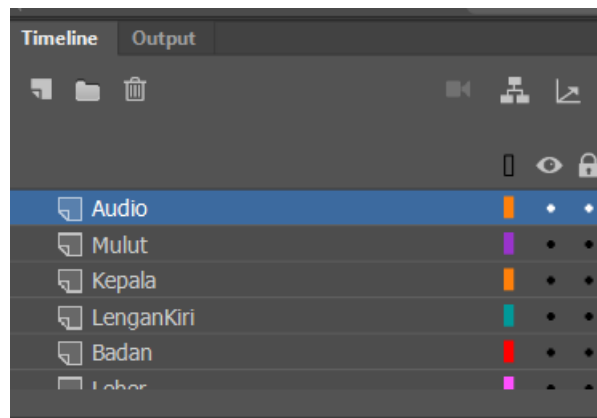 Timeline Output
Audio
Mulut
Kepala
LenganKiri
Badan